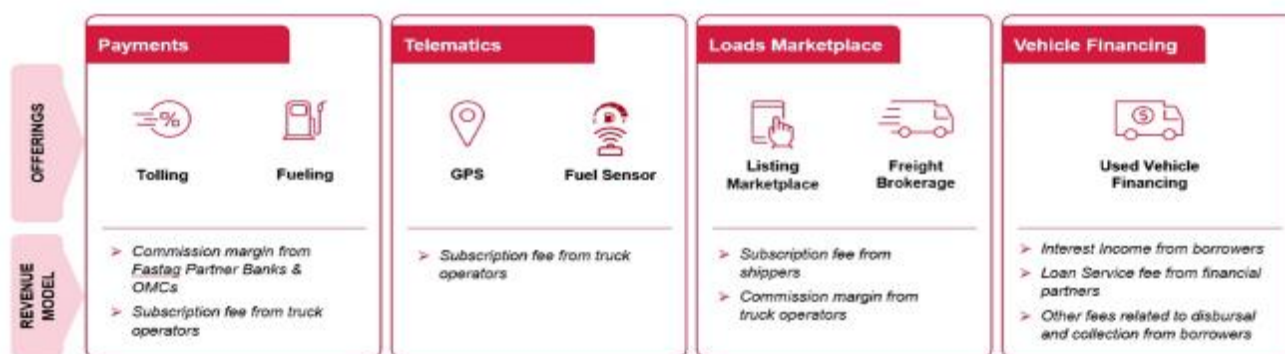 Payments
Telematics
Loads Marketplace
Vehicle Financing
OFFERINGS
%
Tolling
Fueling
GPS
Fuel Sensor
Listing
Marketplace
Freight
Brokerage
$
Used Vehicle
Financing
REVENUE
MODEL
➢ Commission margin from
Fastag Partner Banks &
OMCs
➢ Subscription fee from truck
operators
➢ Subscription fee from truck
operators
➢ Subscription fee from
shippers
➢ Commission margin from
truck operators
➢ Interest Income from borrowers
➢ Loan Service fee from financial
partners
➢ Other fees related to disbursal
and collection from borrowers